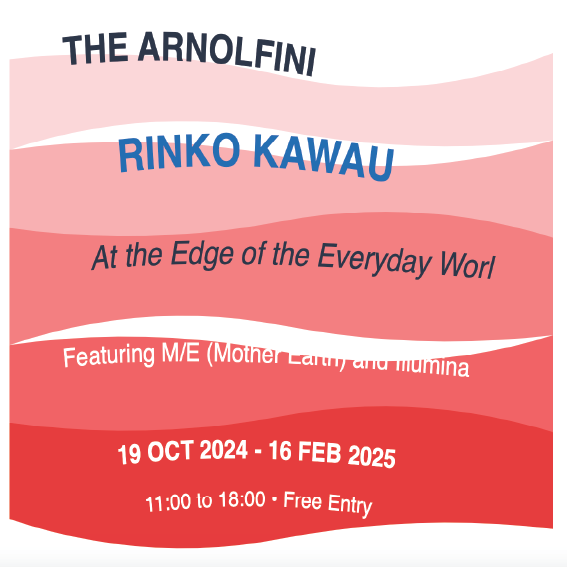 THE ARNOLFINI
RINKO KAWAU
At the Edge of the Everyday Worl
Featuring M/E (Mother Earth) and Illumina
19 OCT 2024 - 16 FEB 2025
11:00 to 18:00 • Free Entry